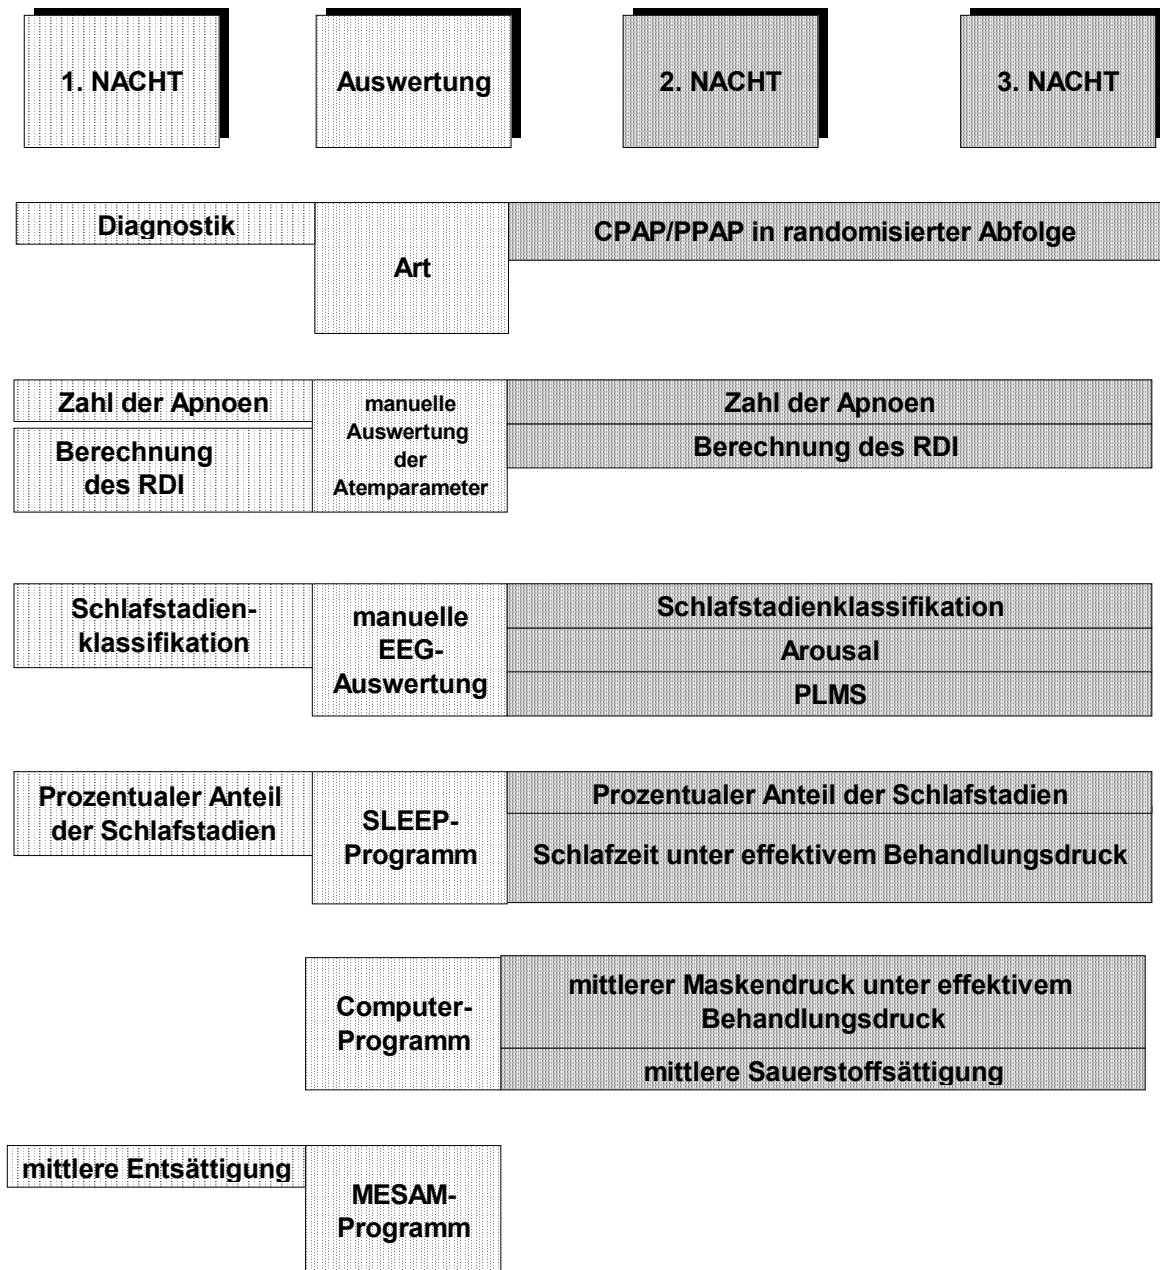 1. NACHT
Auswertung
2. NACHT
3. NACHT
Diagnostik
Art
CPAP/PPAP in randomisierter Abfolge
Zahl der Apnoen
Berechnung
des RDI
manuelle
Auswertung
der
Atemparameter
Zahl der Apnoen
Berechnung des RDI
Schlafstadien-
klassifikation
manuelle
EEG-
Auswertung
Schlafstadienklassifikation
Arousal
PLMS
Prozentualer Anteil
der Schlafstadien
SLEEP-
Programm
Prozentualer Anteil der Schlafstadien
Schlafzeit unter effektivem Behandlungsdruck
Computer-
Programm
mittlerer Maskendruck unter effektivem
Behandlungsdruck
mittlere Sauerstoffsättigung
mittlere Entsättigung
MESAM-
Programm